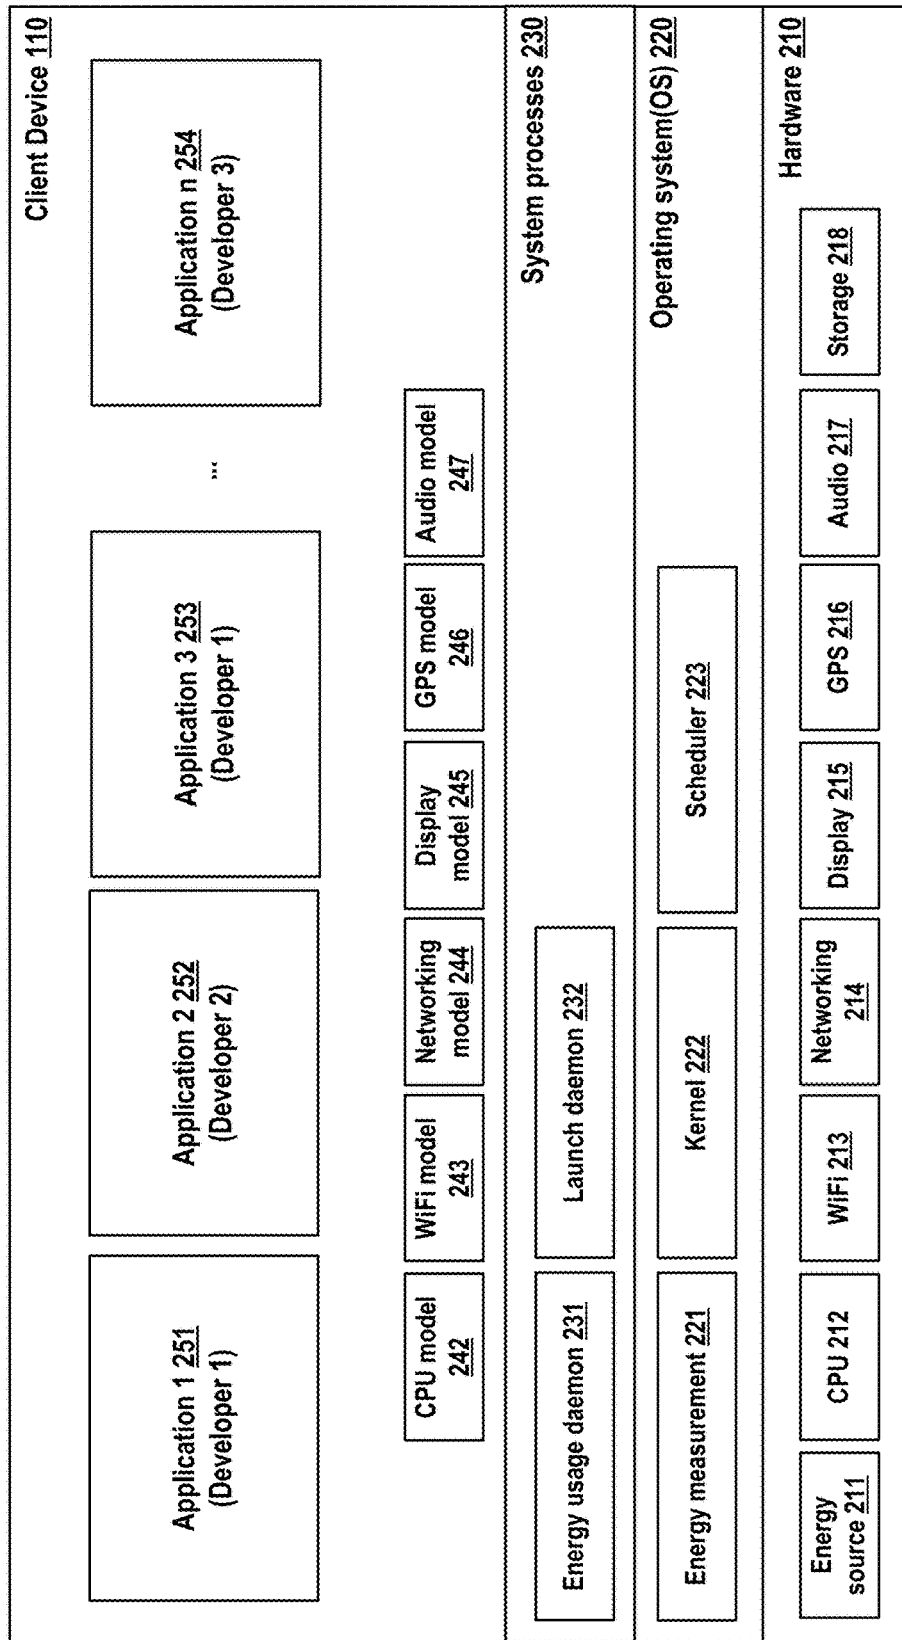 Client Device 110
Application 1 251
(Developer 1)
Application 2 252
(Developer 2)
Application 3 253
(Developer 1)
...
Application n 254
(Developer 3)
CPU model
242
WiFi model
243
Networking
model 244
Display
model 245
GPS model
246
Audio model
247
System processes 230
Energy usage daemon 231
Launch daemon 232
Operating system(OS) 220
Energy measurement 221
Kernel 222
Scheduler 223
Hardware 210
Energy
source 211
CPU 212
WiFi 213
Networking
214
Display 215
GPS 216
Audio 217
Storage 218